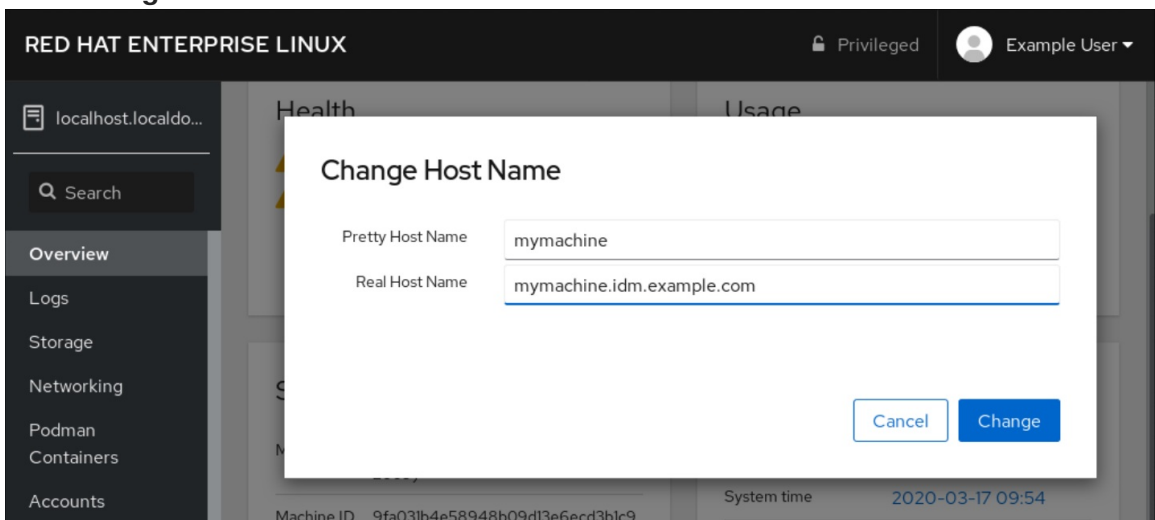 RED HAT ENTERPRISE LINUX
Privileged
Example User
localhost.localdo...
Search
Overview
Logs
Storage
Networking
Podman
Containers
Accounts
Health
Usage
Change Host Name
Pretty Host Name
mymachine
Real Host Name
mymachine.idm.example.com
Cancel
Change
System time
2020-03-17 09:54
Machine ID